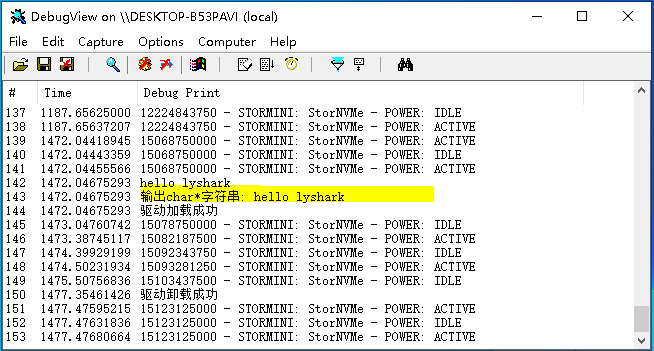 DebugView on \\DESKTOP-B53PAVI (local)
File Edit Capture Options Computer Help
# Time Debug Print
137 1187.65625000 12224843750 - STORMINI: StorNVMe - POWER: IDLE
138 1187.65637207 12224843750 - STORMINI: StorNVMe - POWER: ACTIVE
139 1472.04418945 15068750000 - STORMINI: StorNVMe - POWER: ACTIVE
140 1472.04443359 15068750000 - STORMINI: StorNVMe - POWER: IDLE
141 1472.04455566 15068750000 - STORMINI: StorNVMe - POWER: ACTIVE
142 1472.04675293 hello lyshark
143 1472.04675293 输出char*字符串: hello lyshark
144 1472.04675293 驱动加载成功
145 1473.04760742 15078750000 - STORMINI: StorNVMe - POWER: IDLE
146 1473.38745117 15082187500 - STORMINI: StorNVMe - POWER: ACTIVE
147 1474.39929199 15092343750 - STORMINI: StorNVMe - POWER: IDLE
148 1474.50231934 15093281250 - STORMINI: StorNVMe - POWER: ACTIVE
149 1475.50756836 15103437500 - STORMINI: StorNVMe - POWER: IDLE
150 1477.35461426 驱动卸载成功
151 1477.47595215 15123125000 - STORMINI: StorNVMe - POWER: ACTIVE
152 1477.47631836 15123125000 - STORMINI: StorNVMe - POWER: IDLE
153 1477.47680664 15123125000 - STORMINI: StorNVMe - POWER: ACTIVE